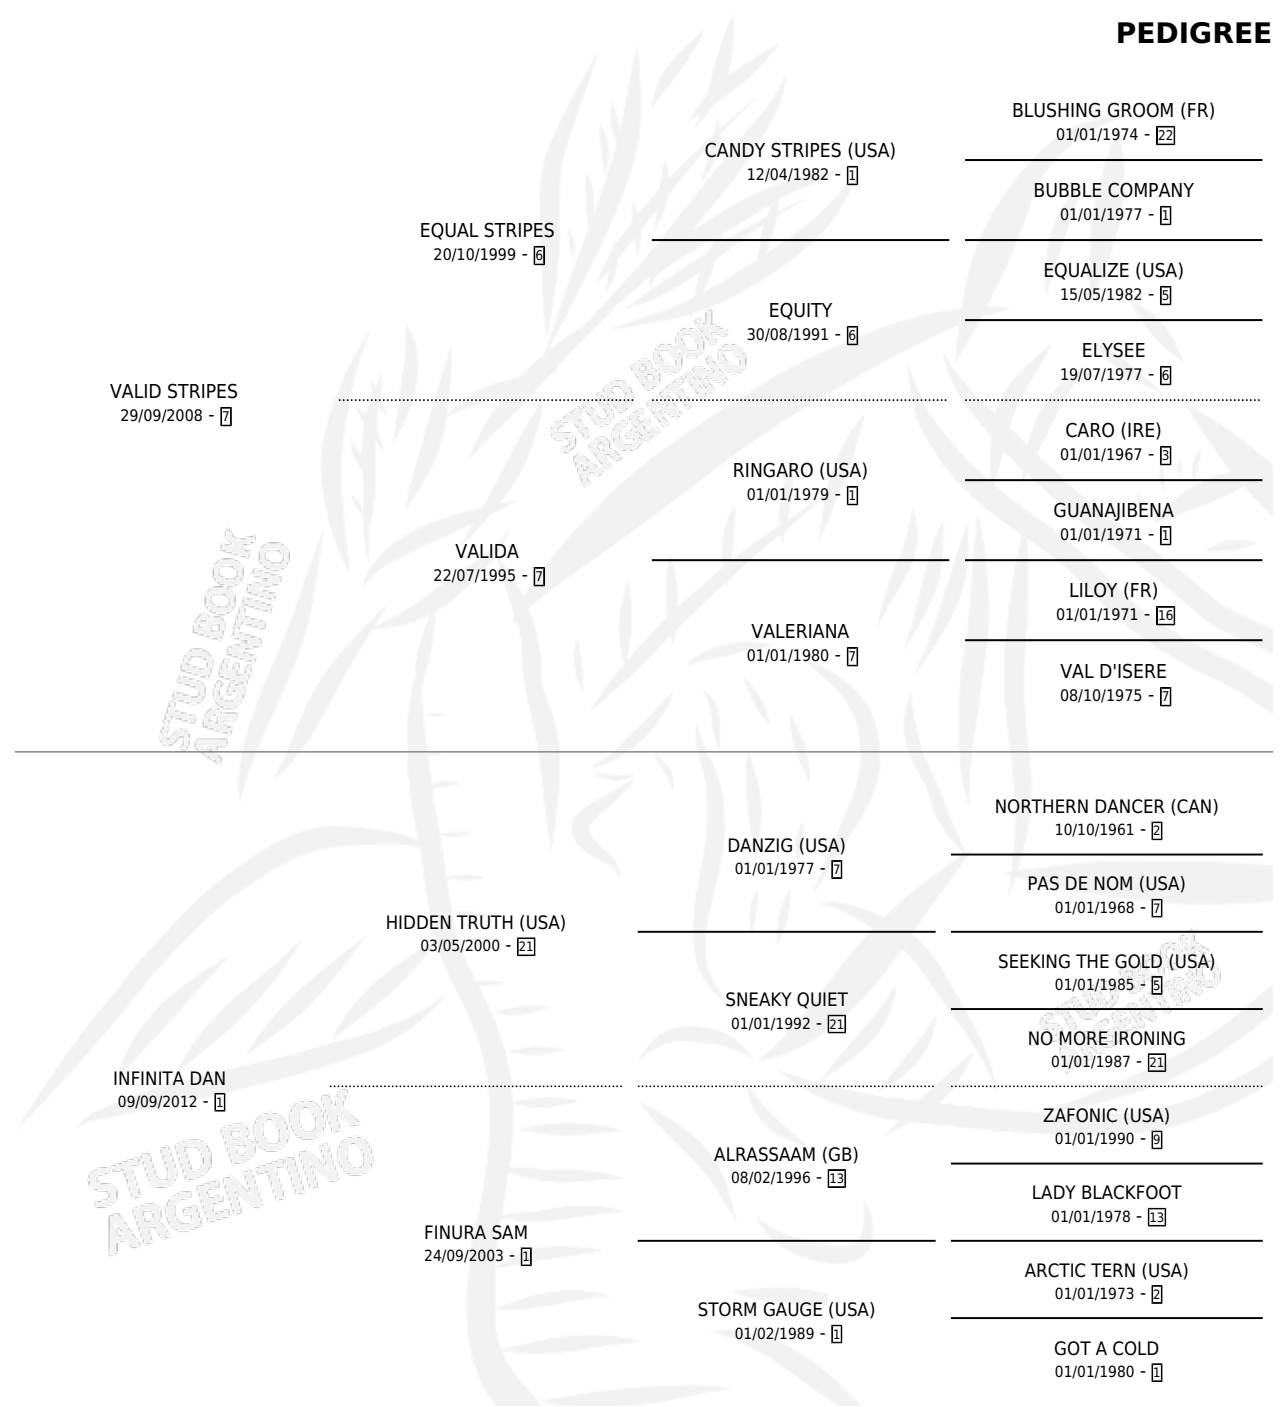 PEDIGREE
BLUSHING GROOM (FR)
01/01/1974 - 22
CANDY STRIPES (USA)
12/04/1982 - 1
BUBBLE COMPANY
01/01/1977 - 1
EQUAL STRIPES
20/10/1999 - 6
EQUALIZE (USA)
15/05/1982 - 5
EQUITY
30/08/1991 - 6
ELYSEE
19/07/1977 - 6
VALID STRIPES
29/09/2008 - 7
CARO (IRE)
01/01/1967 - 3
RINGARO (USA)
01/01/1979 - 1
GUANAJIBENA
01/01/1971 - 1
VALIDA
22/07/1995 - 7
LILOY (FR)
01/01/1971 - 16
VALERIANA
01/01/1980 - 7
VAL D'ISERE
08/10/1975 - 7
NORTHERN DANCER (CAN)
10/10/1961 - 2
DANZIG (USA)
01/01/1977 - 7
PAS DE NOM (USA)
01/01/1968 - 7
HIDDEN TRUTH (USA)
03/05/2000 - 21
SEEKING THE GOLD (USA)
01/01/1985 - 5
SNEAKY QUIET
01/01/1992 - 21
NO MORE IRONING
01/01/1987 - 21
INFINITA DAN
09/09/2012 - 1
ZAFONIC (USA)
01/01/1990 - 9
ALRASSAAM (GB)
08/02/1996 - 13
LADY BLACKFOOT
01/01/1978 - 13
FINURA SAM
24/09/2003 - 1
ARCTIC TERN (USA)
01/01/1973 - 2
STORM GAUGE (USA)
01/02/1989 - 1
GOT A COLD
01/01/1980 - 1
STUD BOOK
ARGENTINO
STUD BOOK
ARGENTINO
STUD BOOK
ARGENTINO
STUD BOOK
ARGENTINO